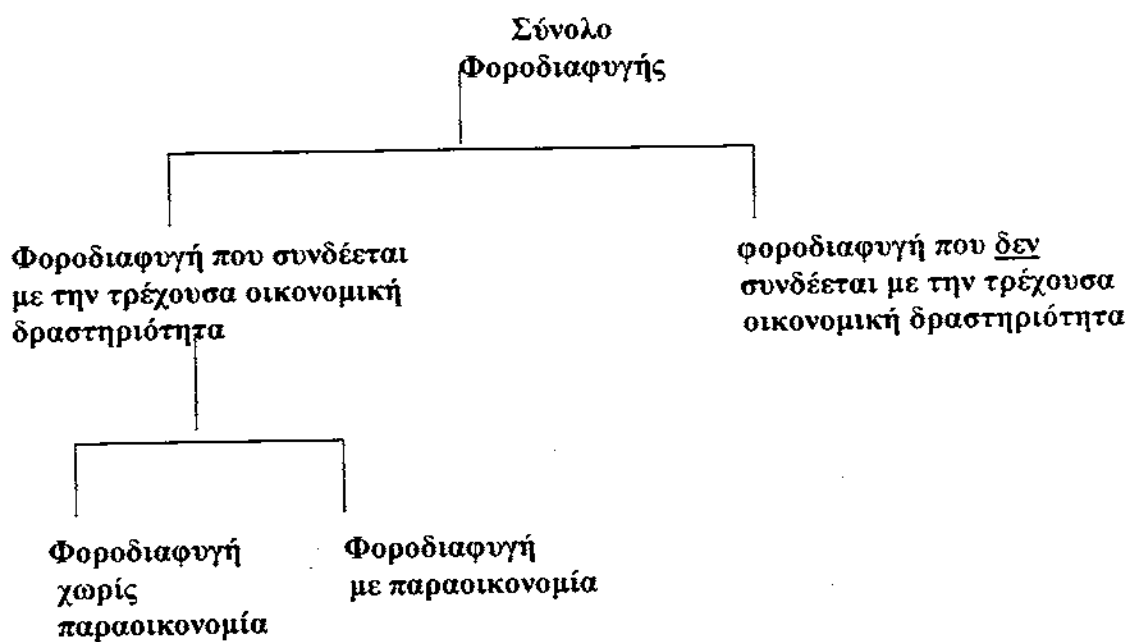 Σύνολο
Φοροδιαφυγής
Φοροδιαφυγή που συνδέεται
με την τρέχουσα οικονομική
δραστηριότητα
φοροδιαφυγή που δεν
συνδέεται με την τρέχουσα
οικονομική δραστηριότητα
Φοροδιαφυγή
χωρίς
παραοικονομία
Φοροδιαφυγή
με παραοικονομία